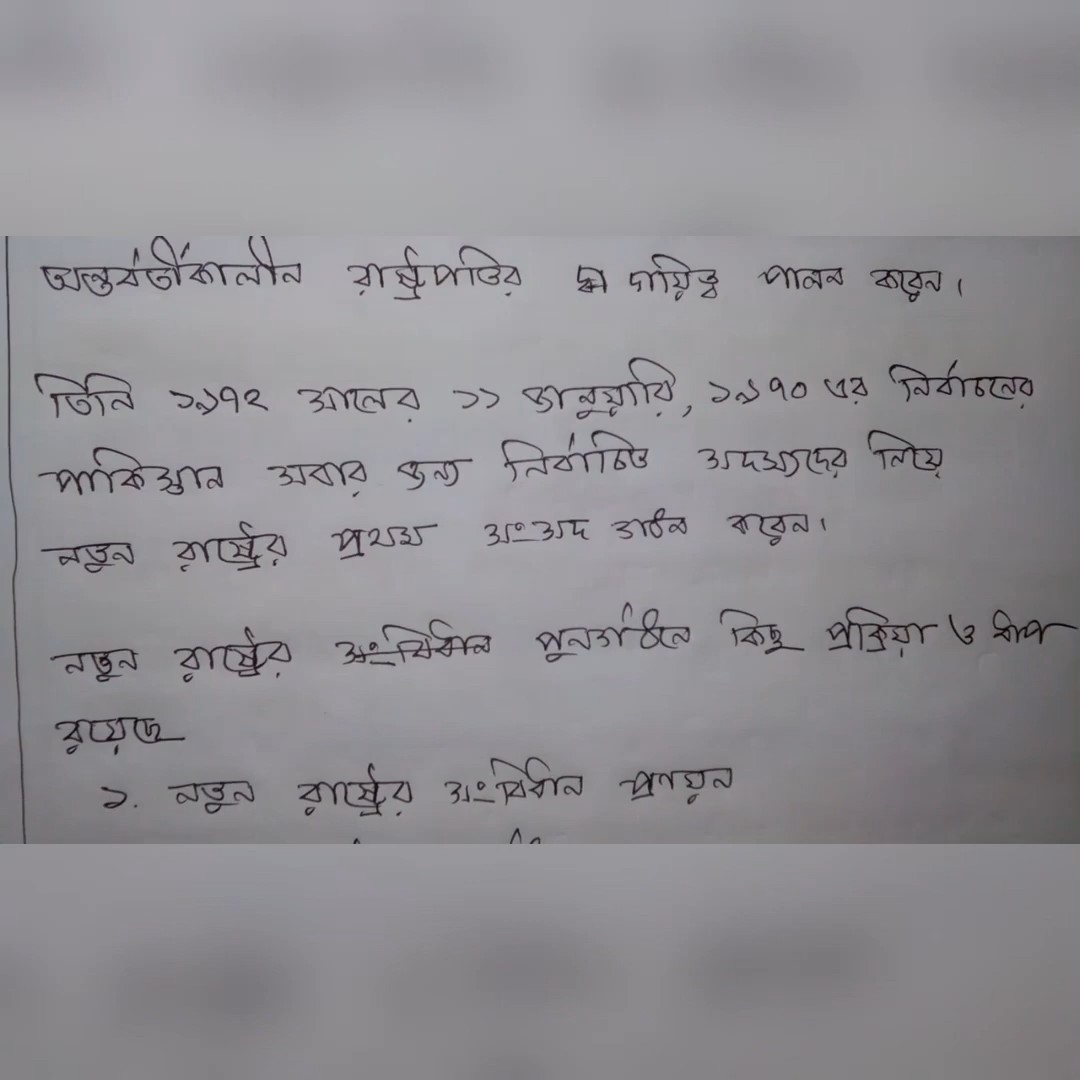 অন্তর্বর্তীকালীন রাষ্ট্রপতির দায়িত্ব পালন করেন।
তিনি ১৯৭২ সালের ১১ জানুয়ারি, ১৯৭০ এর নির্বাচনের
পাকিস্তান সবার জন্য নির্বাচিত সদস্যদের নিয়ে
নতুন রাষ্ট্রের প্রথম সংসদ গঠন করেন।
নতুন রাষ্ট্রের সংবিধান পুনর্গঠনে কিছু প্রক্রিয়া ও ধাপ
রয়েছে
১. নতুন রাষ্ট্রের সংবিধান প্রণয়ন